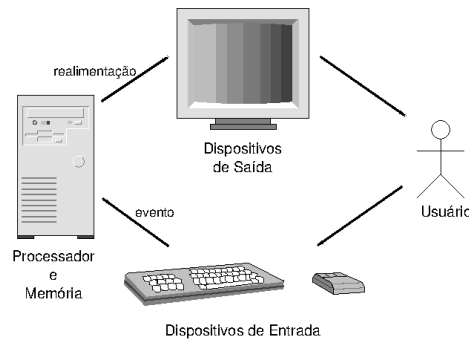 realimentação
Dispositivos
de Saída
evento
Usuário
Processador
e
Memória
Dispositivos de Entrada